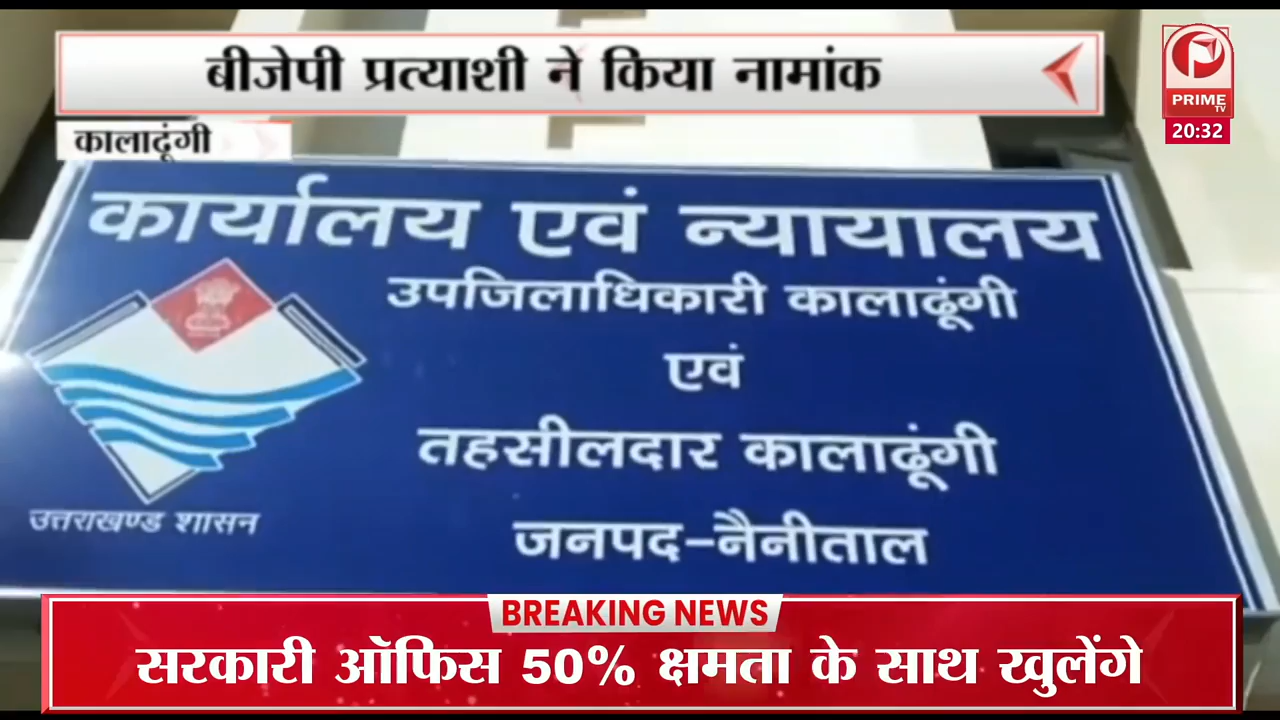 बीजेपी प्रत्याशी ने किया नामांक
PRIME
TV
20:32
कालाढूंगी
कार्यालय एवं न्यायालय
उपजिलाधिकारी कालाढूंगी
एवं
तहसीलदार कालाढूंगी
जनपद-नैनीताल
उत्तराखण्ड शासन
BREAKING NEWS
सरकारी ऑफिस 50% क्षमता के साथ खुलेंगे